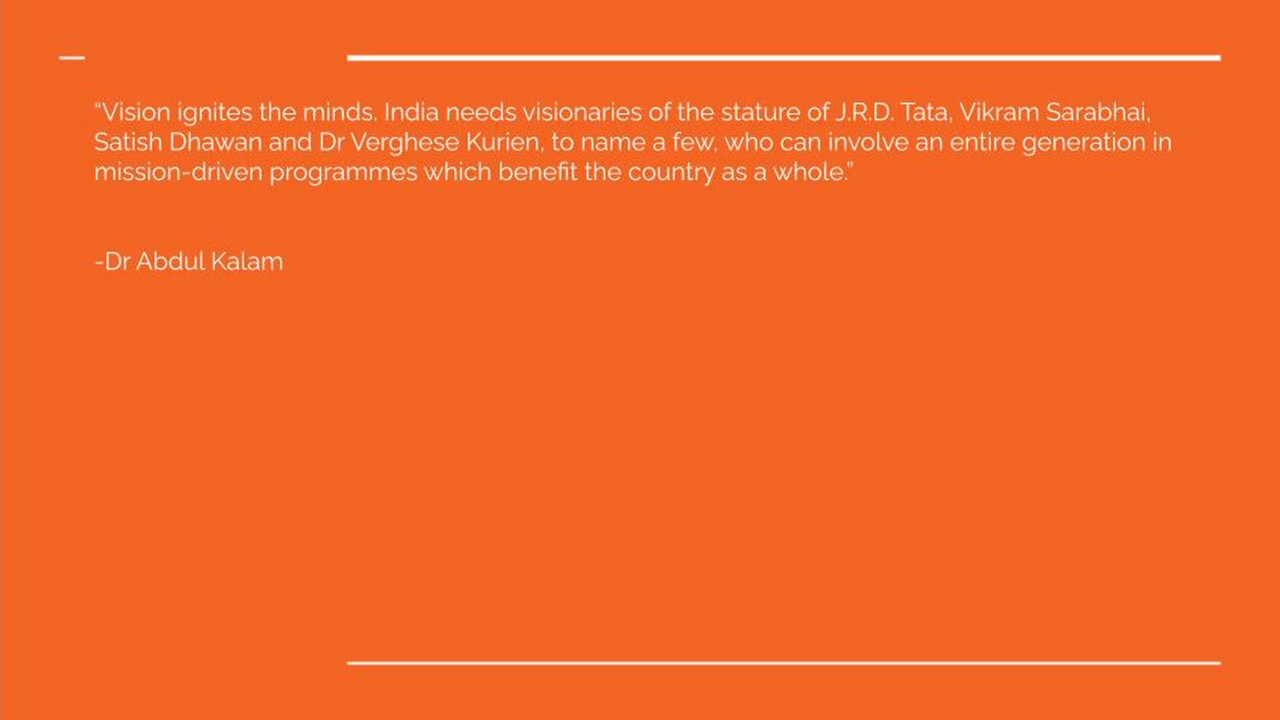 “Vision ignites the minds. India needs visionaries of the stature of J.R.D. Tata, Vikram Sarabhai,
Satish Dhawan and Dr Verghese Kurien, to name a few, who can involve an entire generation in
mission-driven programmes which benefit the country as a whole.”
-Dr Abdul Kalam